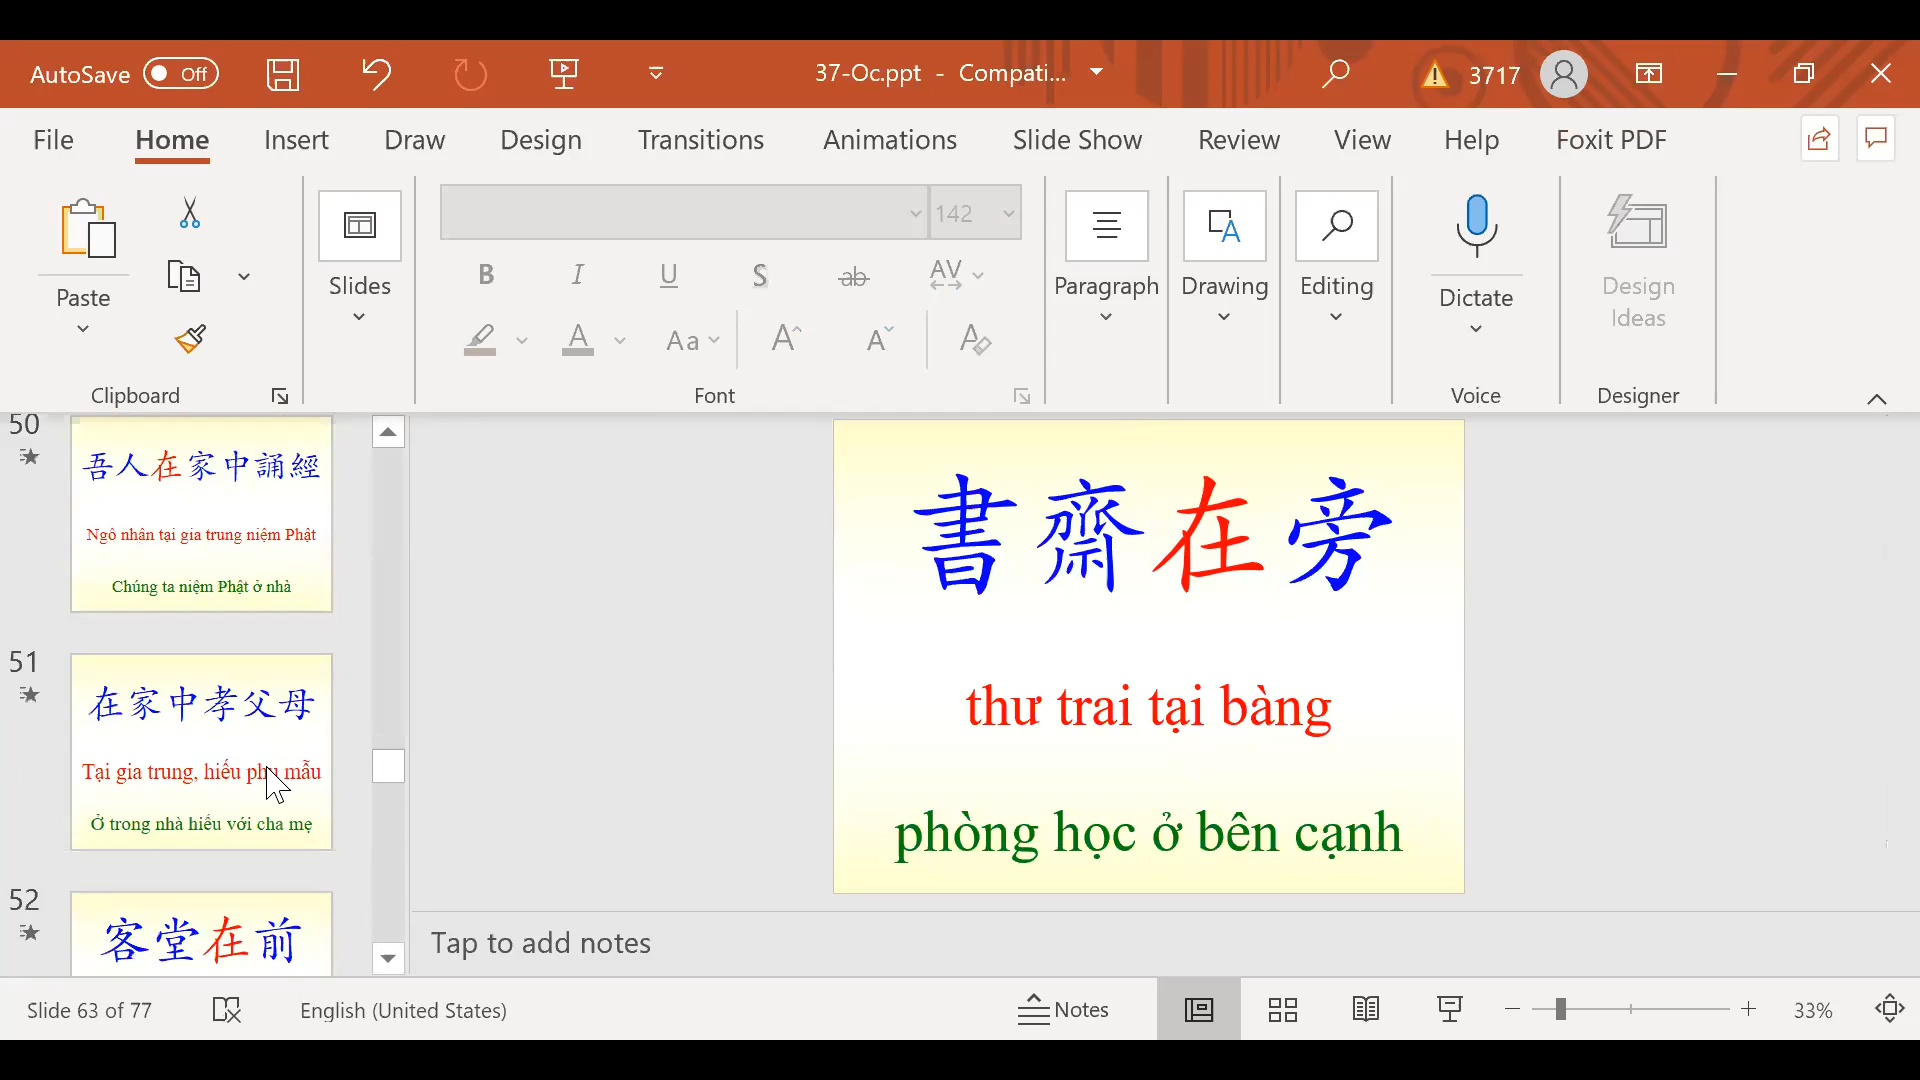 AutoSave Off 37-Oc.ppt - Compati... 3717
File Home Insert Draw Design Transitions Animations Slide Show Review View Help Foxit PDF
142
B I U S ab AV
Paste Slides Paragraph Drawing Editing Dictate Design Ideas
A Aa A A A
Clipboard Font Voice Designer
50
吾人在家中誦經
Ngô nhân tại gia trung niệm Phật
Chúng ta niệm Phật ở nhà
51
在家中孝父母
Tại gia trung, hiếu phụ mẫu
Ở trong nhà hiếu với cha mẹ
52
客堂在前
書齋在旁
thư trai tại bàng
phòng học ở bên cạnh
Tap to add notes
Slide 63 of 77 English (United States) Notes 33%